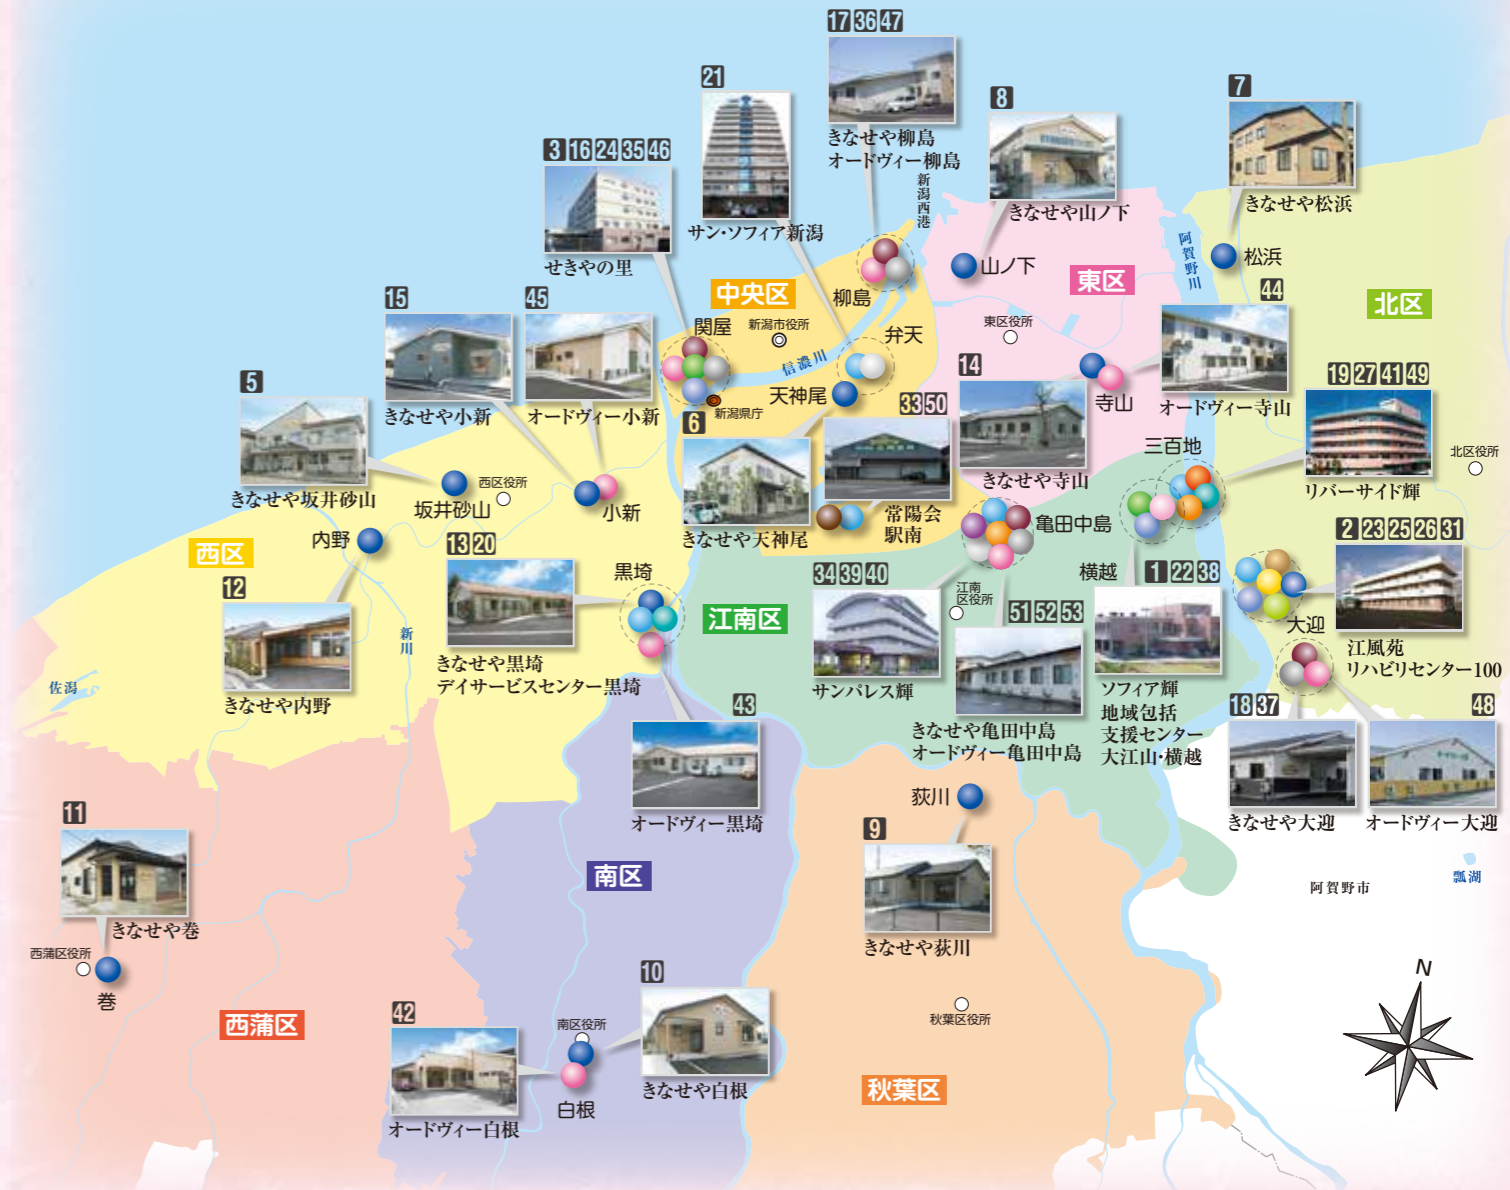 17 36 47
きなせや柳島
オードヴィー柳島
新潟西港
21
サン・ソフィア新潟
8
きなせや山ノ下
7
きなせや松浜
3 16 24 35 46
せきやの里
中央区
柳島
山ノ下
東区
阿賀野川
松浜
北区
15
きなせや小新
45
オードヴィー小新
関屋
新潟市役所
信濃川
弁天
天神尾
新潟県庁
東区役所
44
オードヴィー寺山
寺山
14
きなせや寺山
19 27 41 49
リバーサイド輝
三百地
北区役所
5
きなせや坂井砂山
坂井砂山
西区役所
小新
6
きなせや天神尾
33 50
常陽会
駅南
亀田中島
西区
内野
12
きなせや内野
新川
佐潟
13 20
きなせや黒埼
デイサービスセンター黒埼
黒埼
江南区
34 39 40
サンパレス輝
江南
区役所
51 52 53
きなせや亀田中島
オードヴィー亀田中島
横越
1 22 38
ソフィア輝
地域包括
支援センター
大江山・横越
2 23 25 26 31
江風苑
リハビリセンター100
大迎
18 37
きなせや大迎
48
オードヴィー大迎
43
オードヴィー黒埼
荻川
9
きなせや荻川
南区
11
きなせや巻
西蒲区役所
巻
西蒲区
阿賀野市
瓢湖
10
きなせや白根
42
オードヴィー白根
南区役所
白根
秋葉区役所
秋葉区
N